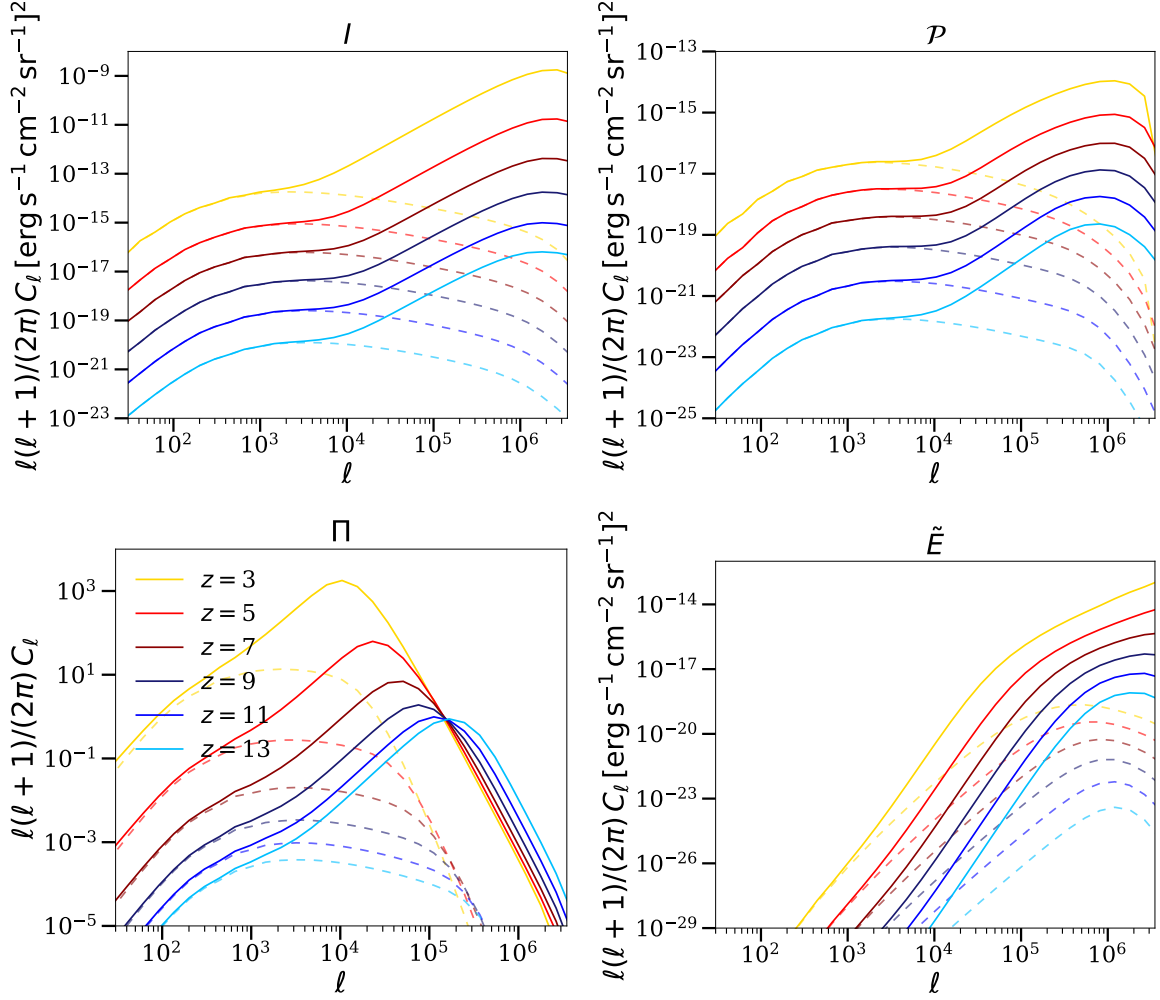 I
ℓ(ℓ + 1)/(2π) C_ℓ [erg s⁻¹ cm⁻² sr⁻¹]²
10⁻⁹
10⁻¹¹
10⁻¹³
10⁻¹⁵
10⁻¹⁷
10⁻¹⁹
10⁻²¹
10⁻²³
10² 10³ 10⁴ 10⁵ 10⁶
ℓ
𝒫
ℓ(ℓ + 1)/(2π) C_ℓ [erg s⁻¹ cm⁻² sr⁻¹]²
10⁻¹³
10⁻¹⁵
10⁻¹⁷
10⁻¹⁹
10⁻²¹
10⁻²³
10⁻²⁵
10² 10³ 10⁴ 10⁵ 10⁶
ℓ
Π
ℓ(ℓ + 1)/(2π) C_ℓ
10³
10¹
10⁻¹
10⁻³
10⁻⁵
z = 3
z = 5
z = 7
z = 9
z = 11
z = 13
10² 10³ 10⁴ 10⁵ 10⁶
ℓ
Ẽ
ℓ(ℓ + 1)/(2π) C_ℓ [erg s⁻¹ cm⁻² sr⁻¹]²
10⁻¹⁴
10⁻¹⁷
10⁻²⁰
10⁻²³
10⁻²⁶
10⁻²⁹
10² 10³ 10⁴ 10⁵ 10⁶
ℓ